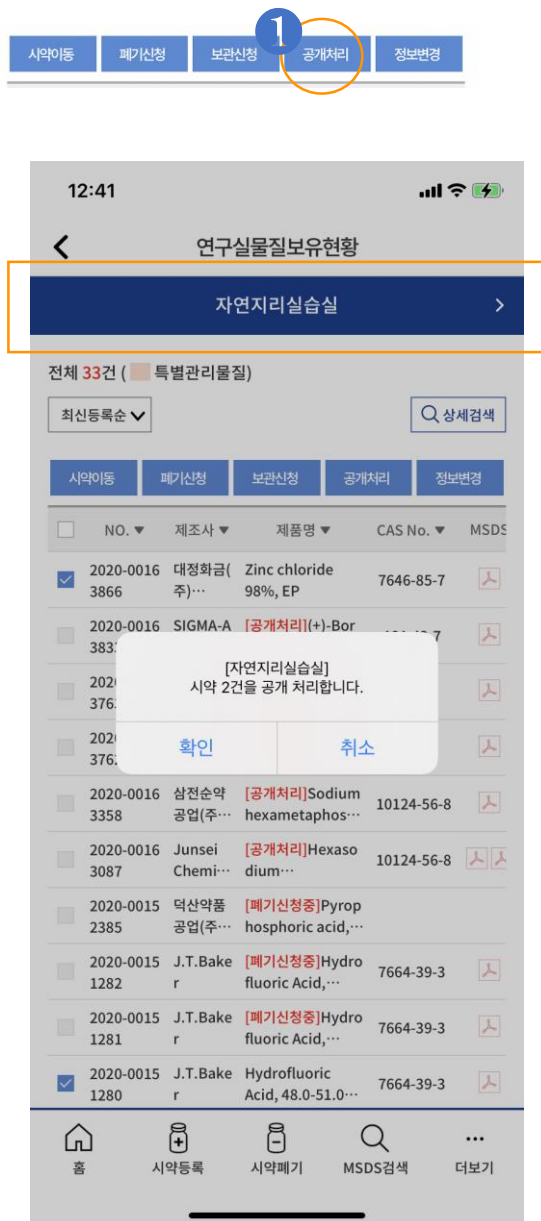 시약이동 폐기신청 보관신청 공개처리 정보변경
1
12:41
연구실물질보유현황
자연지리실습실
전체 33건 ( 특별관리물질)
최신등록순
상세검색
시약이동 폐기신청 보관신청 공개처리 정보변경
NO. ▼ 제조사 ▼ 제품명 ▼ CAS No. ▼ MSDS
2020-0016 대정화금( Zinc chloride
3866 주)… 98%, EP 7646-85-7
2020-0016 SIGMA-A [공개처리](+)-Bor
[자연지리실습실]
시약 2건을 공개 처리합니다.
확인 취소
2020-0016 삼전순약 [공개처리]Sodium
3358 공업(주… hexametaphos… 10124-56-8
2020-0016 Junsei [공개처리]Hexaso
3087 Chemi… dium… 10124-56-8
2020-0015 덕산약품 [폐기신청중]Pyrop
2385 공업(주… hosphoric acid,…
2020-0015 J.T.Bake [폐기신청중]Hydro
1282 r fluoric Acid,… 7664-39-3
2020-0015 J.T.Bake [폐기신청중]Hydro
1281 r fluoric Acid,… 7664-39-3
2020-0015 J.T.Bake Hydrofluoric
1280 r Acid, 48.0-51.0… 7664-39-3
홈 시약등록 시약폐기 MSDS검색 더보기